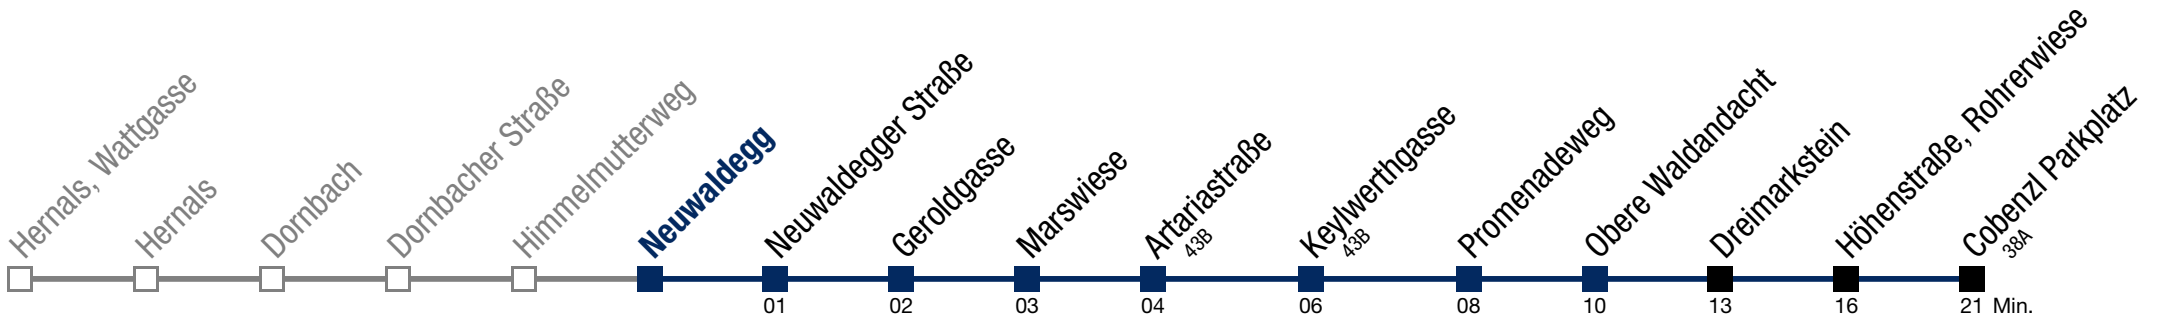 Hernals, Wattgasse
Hernals
Dornbach
Dornbacher Straße
Himmelmutterweg
Neuwaldegg
Neuwaldegger Straße
Geroldgasse
Marswiese
Artariastraße
43B
Keylwerthgasse
43B
Promenadeweg
Obere Waldandacht
Dreimarkstein
Höhenstraße, Rohrerwiese
Cobenzl Parkplatz
38A
01 02 03 04 06 08 10 13 16 21 Min.